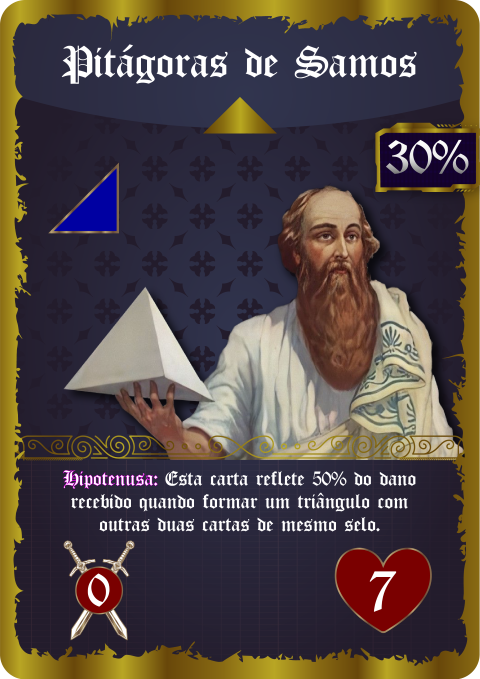 Pitágoras de Samos
30%
Hipotenusa: Esta carta reflete 50% do dano
recebido quando formar um triângulo com
outras duas cartas de mesmo selo.
0
7